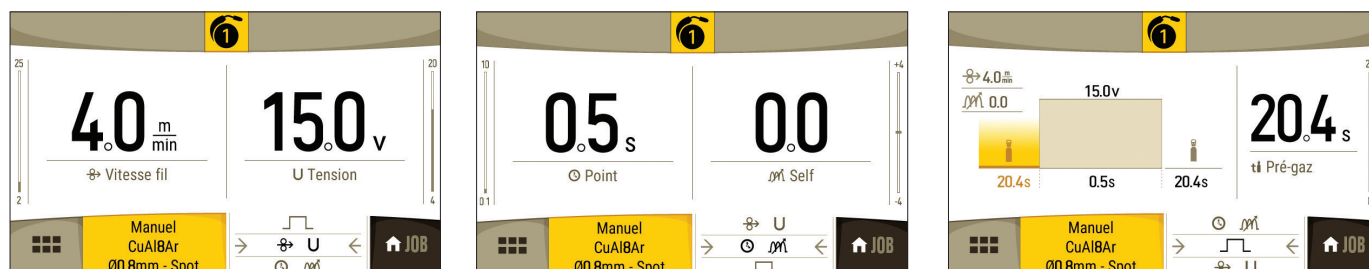 1
25
20
4.0 m/min
15.0 v
Vitesse fil
U Tension
2
4
Manuel
CuAl8Ar
Ø0.8mm - Spot
U
JOB
1
10
+4
0.5 s
0.0
Point
Self
0.1
-4
Manuel
CuAl8Ar
Ø0.8mm - Spot
U
JOB
1
4.0 m/min
0.0
15.0v
20.4 s
Pré-gaz
20.4s
0.5s
20.4s
Manuel
CuAl8Ar
Ø0.8mm - Spot
U
JOB